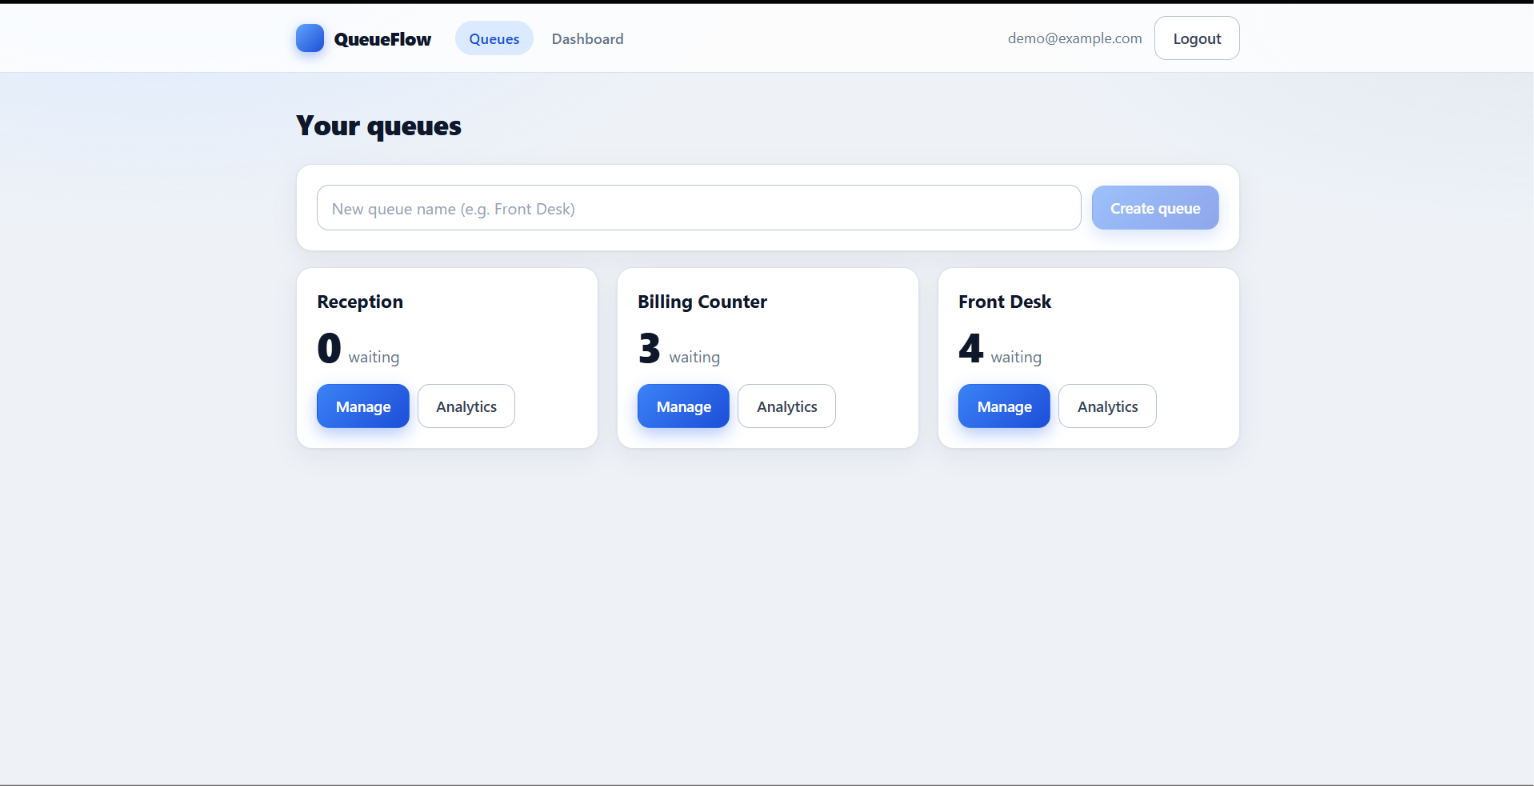 QueueFlow Queues Dashboard demo@example.com Logout
Your queues
New queue name (e.g. Front Desk) Create queue
Reception
0 waiting
Manage Analytics
Billing Counter
3 waiting
Manage Analytics
Front Desk
4 waiting
Manage Analytics